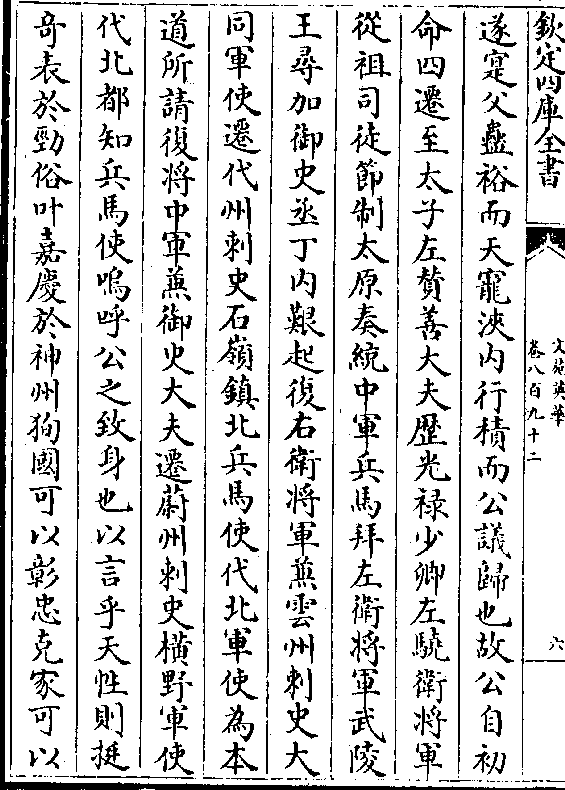 欽定四庫全書
文苑英華
卷八百九十二
六
遂寔父蠱裕而天寵浹内行積而公議歸也故公自初
命四遷至太子左贊善大夫歴光禄少卿左驍衛將軍
從祖司徒節制太原奏統中軍兵馬拜左衛將軍武陵
王尋加御史丞丁内艱起復右衛將軍兼雲州刺史大
同軍使遷代州刺史石嶺鎮北兵馬使代北軍使為本
道所請復將中軍兼御史大夫遷蔚州刺史横野軍使
代北都知兵馬使嗚呼公之致身也以言乎天性則挺
奇表於勁俗叶嘉慶於神州狥國可以彰忠克家可以